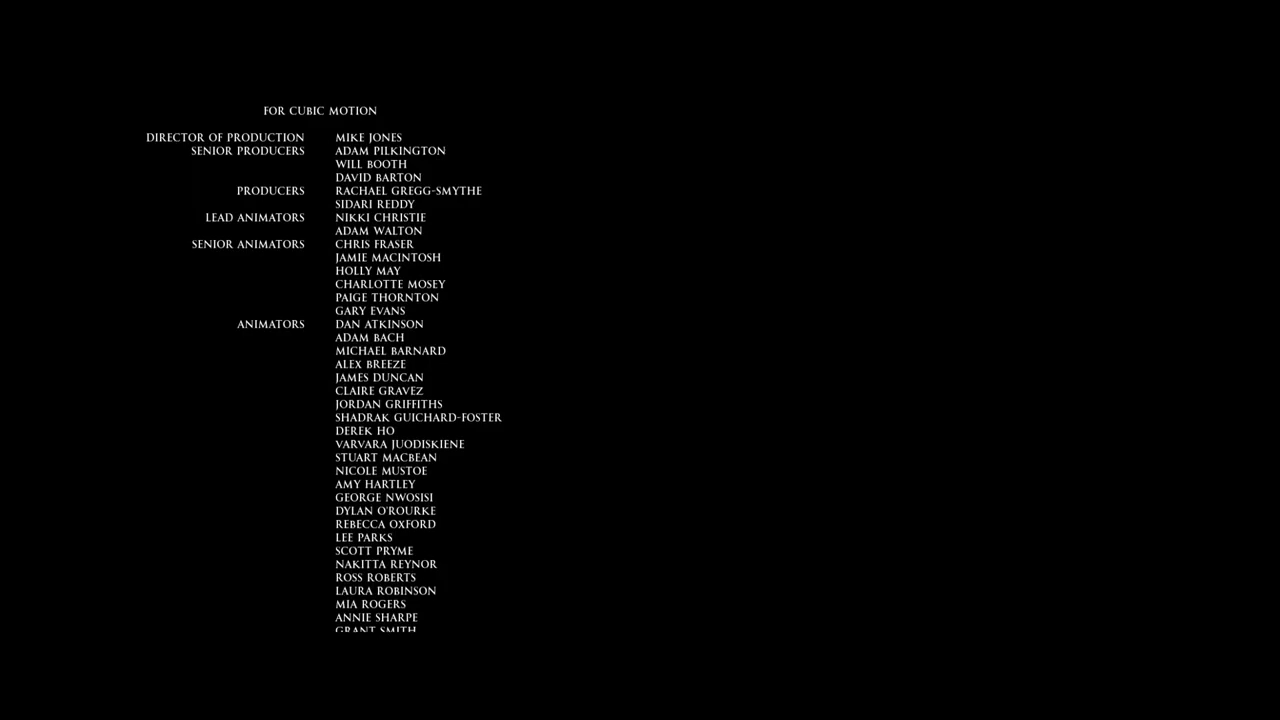 FOR CUBIC MOTION
DIRECTOR OF PRODUCTION MIKE JONES
SENIOR PRODUCERS ADAM PILKINGTON
WILL BOOTH
DAVID BARTON
PRODUCERS RACHAEL GREGG-SMYTHE
SIDARI REDDY
LEAD ANIMATORS NIKKI CHRISTIE
ADAM WALTON
SENIOR ANIMATORS CHRIS FRASER
JAMIE MACINTOSH
HOLLY MAY
CHARLOTTE MOSEY
PAIGE THORNTON
GARY EVANS
ANIMATORS DAN ATKINSON
ADAM BACH
MICHAEL BARNARD
ALEX BREEZE
JAMES DUNCAN
CLAIRE GRAVEZ
JORDAN GRIFFITHS
SHADRAK GUICHARD-FOSTER
DEREK HO
VARVARA JUODISKIENE
STUART MACBEAN
NICOLE MUSTOE
AMY HARTLEY
GEORGE NWOSISI
DYLAN O'ROURKE
REBECCA OXFORD
LEE PARKS
SCOTT PRYME
NAKITTA REYNOR
ROSS ROBERTS
LAURA ROBINSON
MIA ROGERS
ANNIE SHARPE
GRANT SMITH